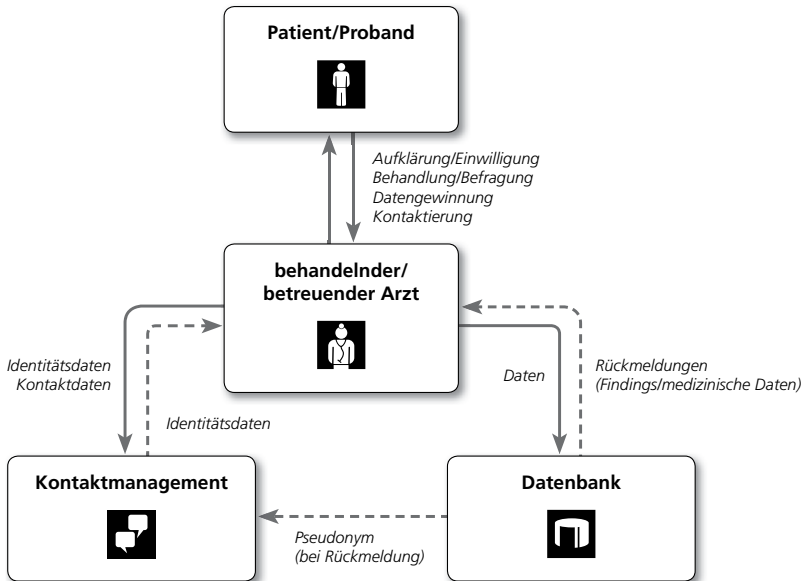 Patient/Proband
Aufklärung/Einwilligung
Behandlung/Befragung
Datengewinnung
Kontaktierung
behandelnder/
betreuender Arzt
Identitätsdaten
Kontaktdaten
Identitätsdaten
Daten
Rückmeldungen
(Findings/medizinische Daten)
Kontaktmanagement
Pseudonym
(bei Rückmeldung)
Datenbank